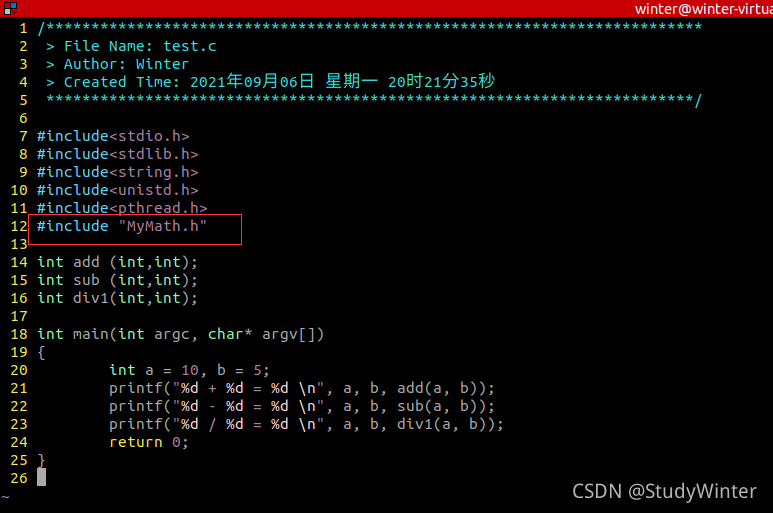 winter@winter-virtua
1 /*************************************************************************
2 > File Name: test.c
3 > Author: Winter
4 > Created Time: 2021年09月06日 星期一 20时21分35秒
5 ************************************************************************/
6
7 #include<stdio.h>
8 #include<stdlib.h>
9 #include<string.h>
10 #include<unistd.h>
11 #include<pthread.h>
12 #include "MyMath.h"
13
14 int add (int,int);
15 int sub (int,int);
16 int div1(int,int);
17
18 int main(int argc, char* argv[])
19 {
20 int a = 10, b = 5;
21 printf("%d + %d = %d \n", a, b, add(a, b));
22 printf("%d - %d = %d \n", a, b, sub(a, b));
23 printf("%d / %d = %d \n", a, b, div1(a, b));
24 return 0;
25 }
26
~
CSDN @StudyWinter